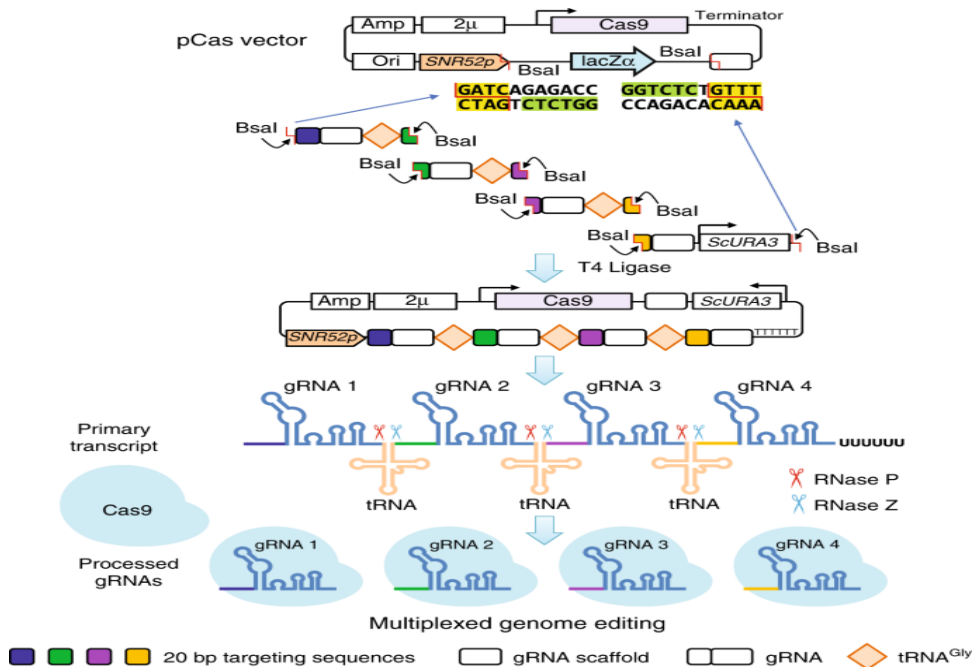 Amp 2μ Cas9 Terminator
pCas vector
Ori SNR52p BsaI lacZα BsaI
GATCAGAGACC GGTCTCTGTTT
CTAGTCTCTGG CCAGACACAAA
BsaI BsaI
BsaI BsaI
BsaI BsaI
BsaI ScURA3 BsaI
T4 Ligase
Amp 2μ Cas9 ScURA3
SNR52p TTTTTT
gRNA 1 gRNA 2 gRNA 3 gRNA 4
Primary
transcript
UUUUUU
tRNA tRNA tRNA
RNase P
RNase Z
Cas9
Processed
gRNAs
gRNA 1 gRNA 2 gRNA 3 gRNA 4
Multiplexed genome editing
20 bp targeting sequences gRNA scaffold gRNA tRNAGly